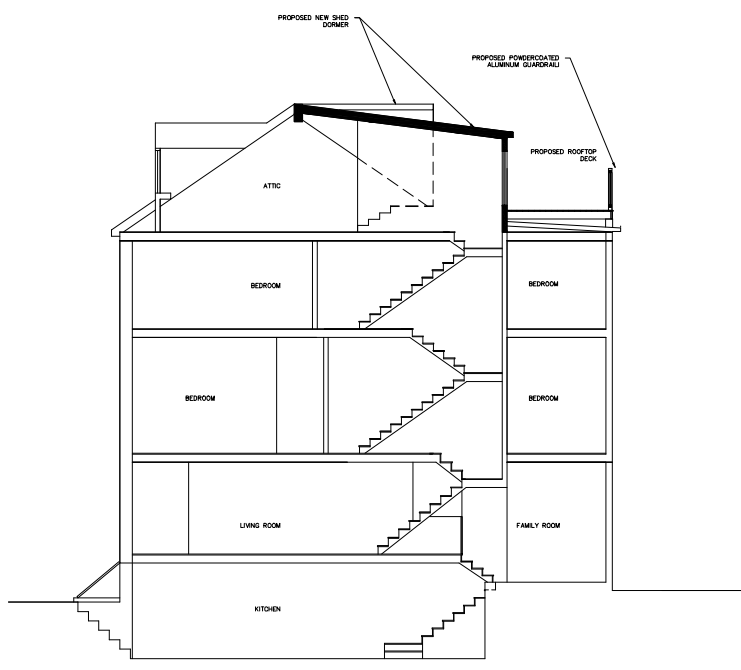 PROPOSED NEW SHED
DORMER
PROPOSED POWDERCOATED
ALUMINUM GUARDRAILI
PROPOSED ROOFTOP
DECK
ATTIC
BEDROOM
BEDROOM
BEDROOM
BEDROOM
LIVING ROOM
FAMILY ROOM
KITCHEN